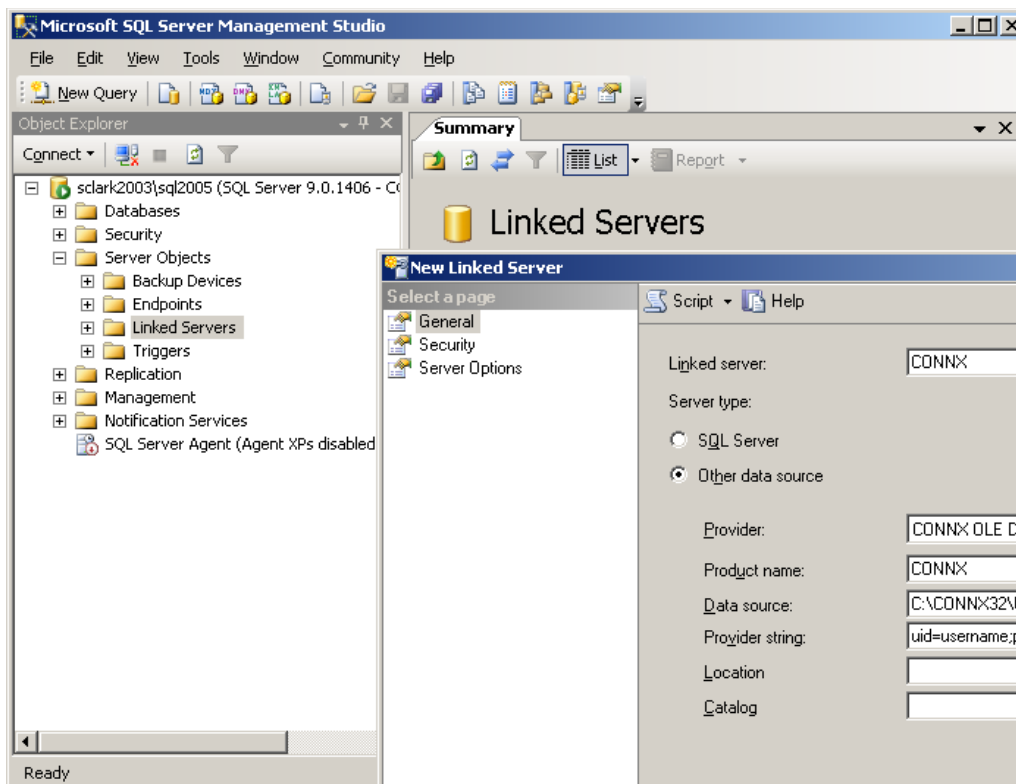 Microsoft SQL Server Management Studio
File Edit View Tools Window Community Help
New Query
Object Explorer
Summary
Connect
List
Report
sclark2003\sql2005 (SQL Server 9.0.1406 - C
Databases
Security
Server Objects
Backup Devices
Endpoints
Linked Servers
Triggers
Replication
Management
Notification Services
SQL Server Agent (Agent XPs disabled
Linked Servers
New Linked Server
Select a page
General
Security
Server Options
Script Help
Linked server: CONNX
Server type:
SQL Server
Other data source
Provider: CONNX OLE D
Product name: CONNX
Data source: C:\CONNX32\
Provider string: uid=username;p
Location
Catalog
Ready